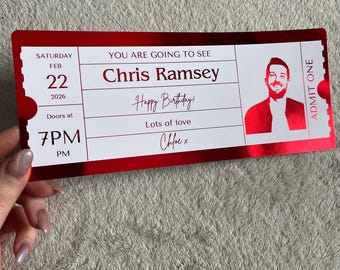 SATURDAY
FEB
22
2026
Doors at
7PM
PM
YOU ARE GOING TO SEE
Chris Ramsey
Happy Birthday!
Lots of love
Chloe x
ADMIT ONE